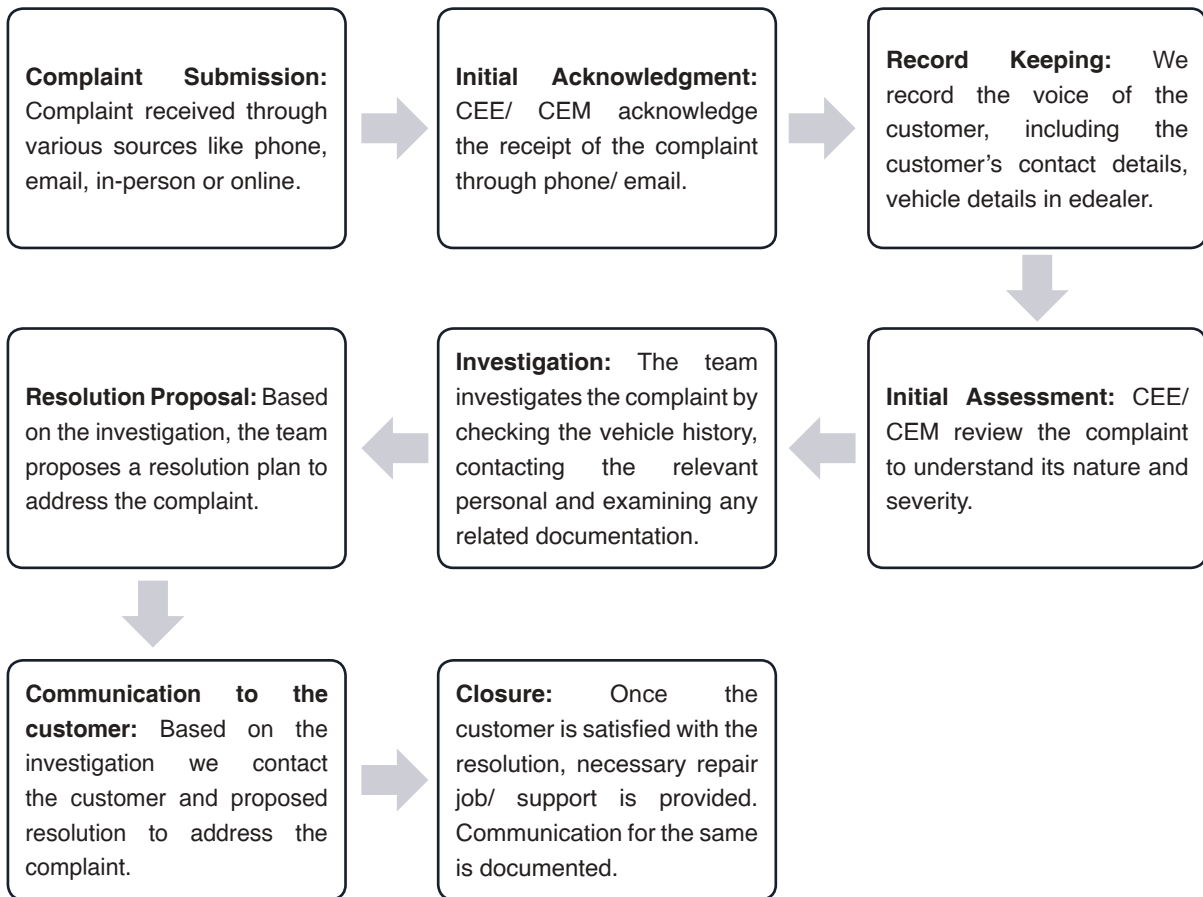 Complaint Submission:
Complaint received through
various sources like phone,
email, in-person or online.
Initial Acknowledgment:
CEE/ CEM acknowledge
the receipt of the complaint
through phone/ email.
Record Keeping: We
record the voice of the
customer, including the
customer’s contact details,
vehicle details in edealer.
Initial Assessment: CEE/
CEM review the complaint
to understand its nature and
severity.
Investigation: The team
investigates the complaint by
checking the vehicle history,
contacting the relevant
personal and examining any
related documentation.
Resolution Proposal: Based
on the investigation, the team
proposes a resolution plan to
address the complaint.
Communication to the
customer: Based on the
investigation we contact
the customer and proposed
resolution to address the
complaint.
Closure: Once the
customer is satisfied with the
resolution, necessary repair
job/ support is provided.
Communication for the same
is documented.